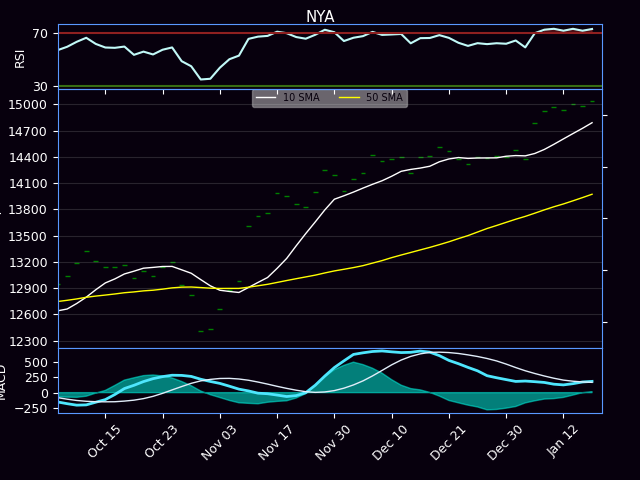 NYA
70
RSI
30
10 SMA
50 SMA
15000
14700
14400
14100
13800
13500
13200
12900
12600
12300
500
250
0
−250
MACD
Oct 15
Oct 23
Nov 03
Nov 17
Nov 30
Dec 10
Dec 21
Dec 30
Jan 12